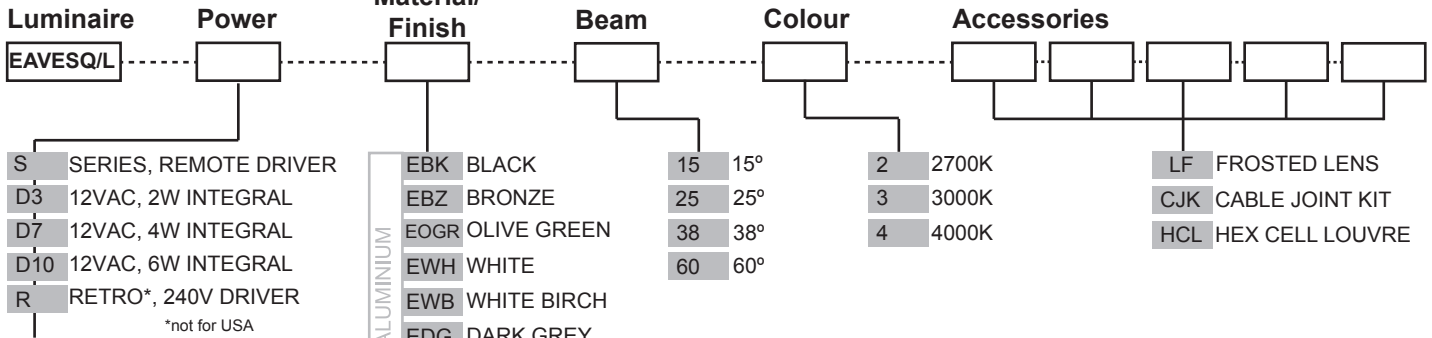 Luminaire Power Material/ Finish Beam Colour Accessories
EAVESQ/L
S SERIES, REMOTE DRIVER
D3 12VAC, 2W INTEGRAL
D7 12VAC, 4W INTEGRAL
D10 12VAC, 6W INTEGRAL
R RETRO*, 240V DRIVER
*not for USA
ALUMINIUM
EBK BLACK
EBZ BRONZE
EOGR OLIVE GREEN
EWH WHITE
EWB WHITE BIRCH
EDG DARK GREY
15 15º
25 25º
38 38º
60 60º
2 2700K
3 3000K
4 4000K
LF FROSTED LENS
CJK CABLE JOINT KIT
HCL HEX CELL LOUVRE